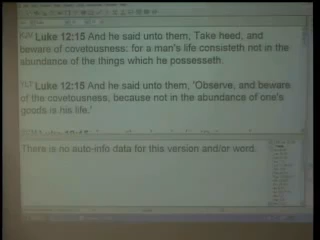 KJV Luke 12:15 And he said unto them, Take heed, and
beware of covetousness: for a man's life consisteth not in the
abundance of the things which he possesseth.
YLT Luke 12:15 And he said unto them, 'Observe, and beware
of the covetousness, because not in the abundance of one's
goods is his life.'
There is no auto-info data for this version and/or word.